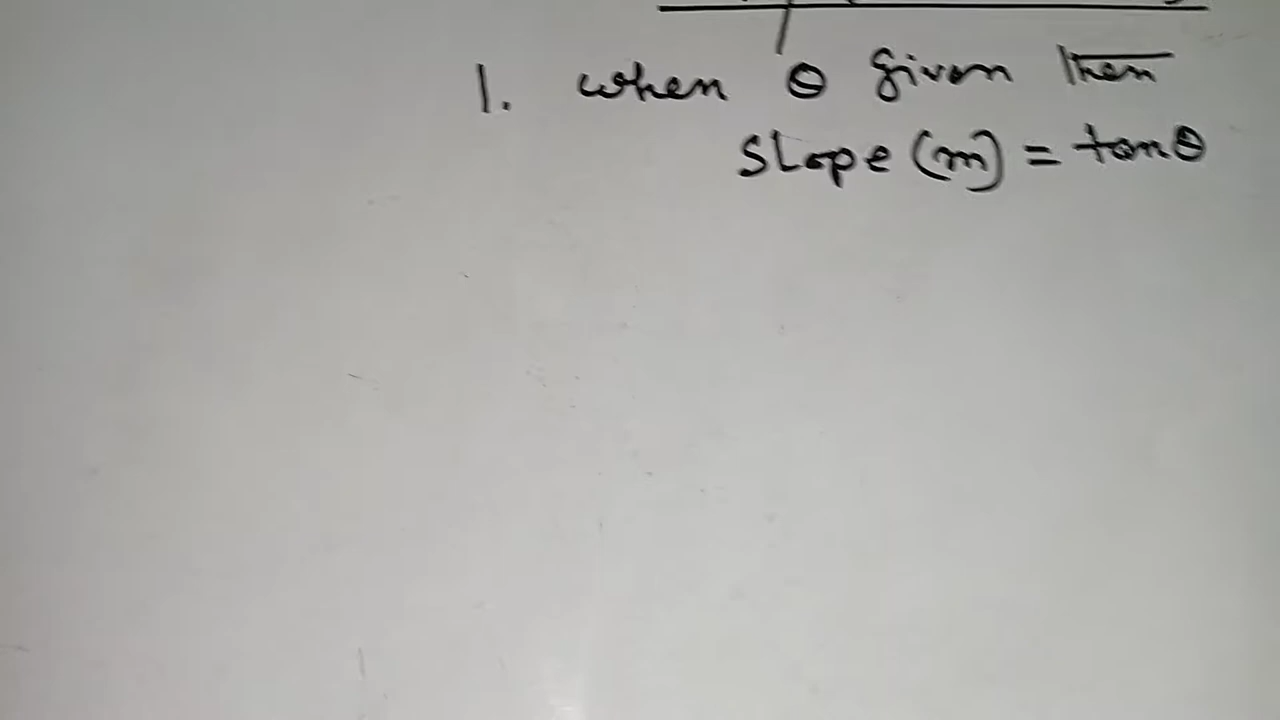 1. when θ given Then
Slope (m) = tanθ